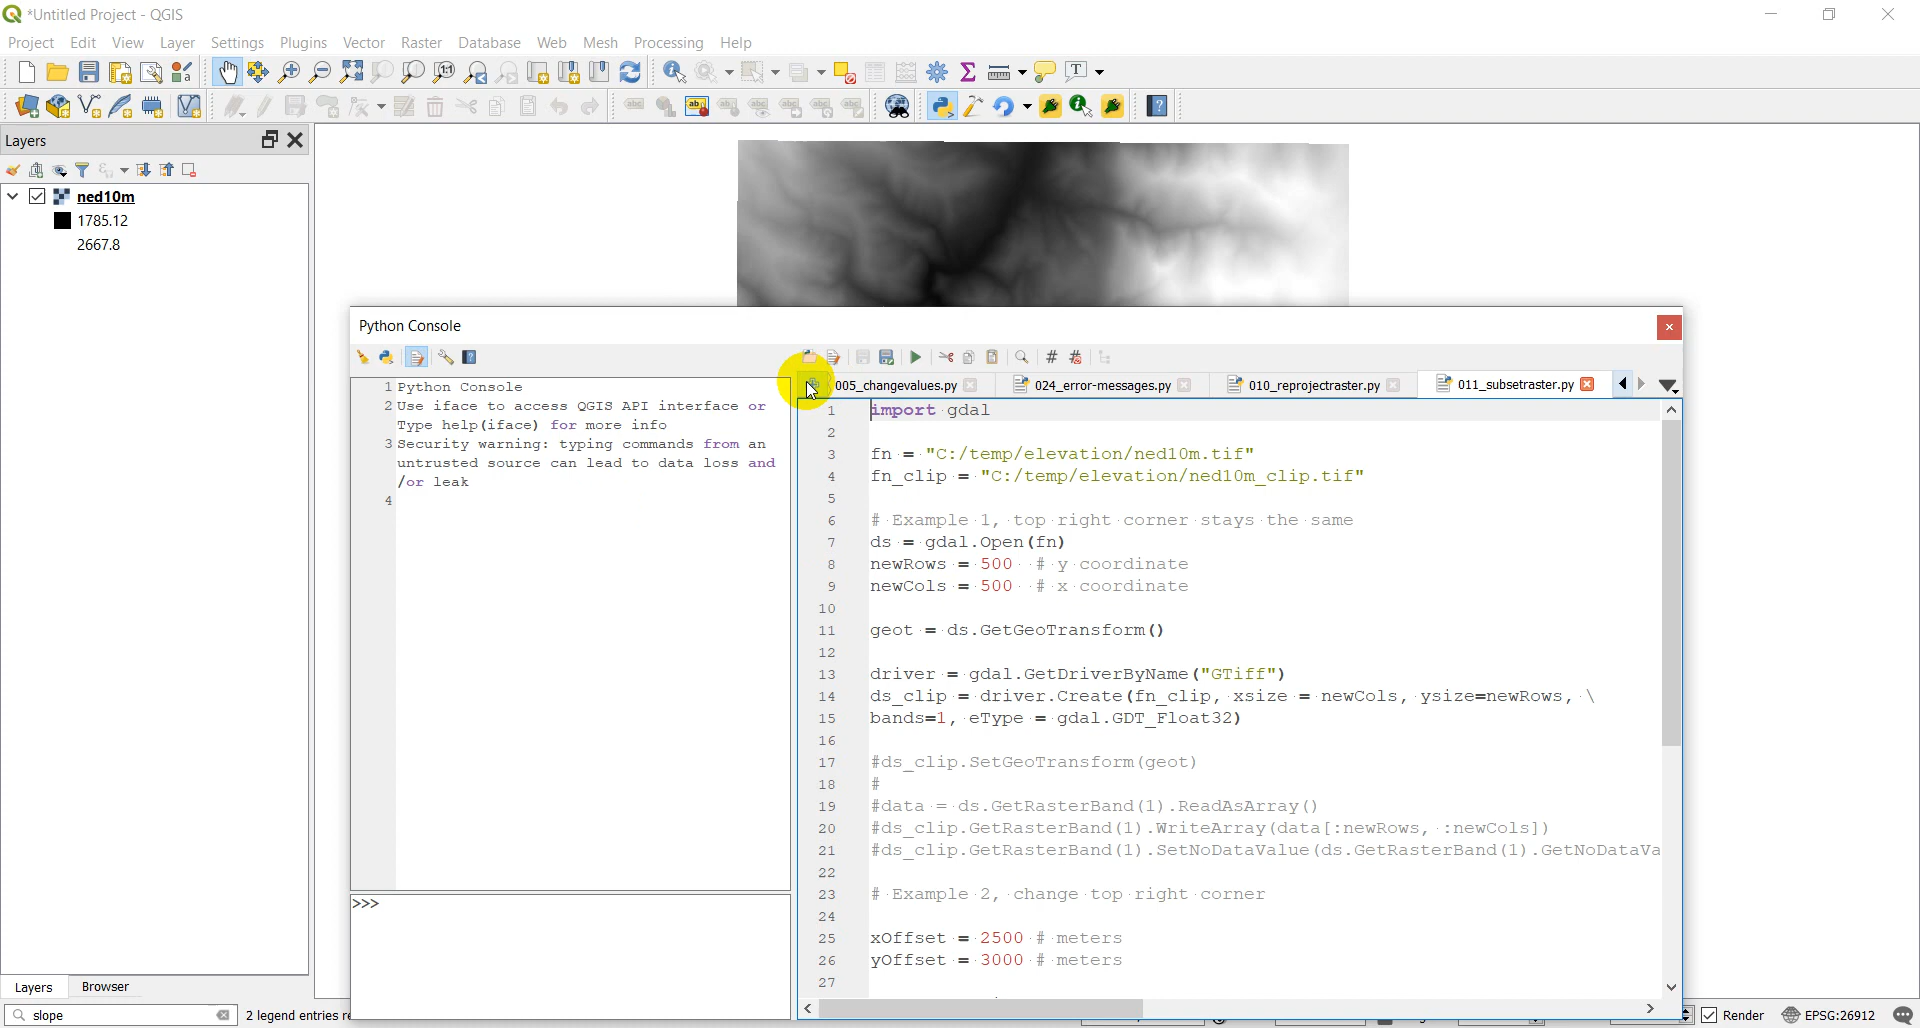 *Untitled Project - QGIS
Project Edit View Layer Settings Plugins Vector Raster Database Web Mesh Processing Help
Layers
ned10m
1785.12
2667.8
Python Console
005_changevalues.py 024_error-messages.py 010_reprojectraster.py 011_subsetraster.py
1 Python Console
2 Use iface to access QGIS API interface or
Type help(iface) for more info
3 Security warning: typing commands from an
untrusted source can lead to data loss and
/or leak
4
>>>
1 import gdal
2
3 fn = "C:/temp/elevation/ned10m.tif"
4 fn_clip = "C:/temp/elevation/ned10m_clip.tif"
5
6 # Example 1, top right corner stays the same
7 ds = gdal.Open(fn)
8 newRows = 500 # y coordinate
9 newCols = 500 # x coordinate
10
11 geot = ds.GetGeoTransform()
12
13 driver = gdal.GetDriverByName("GTiff")
14 ds_clip = driver.Create(fn_clip, xsize = newCols, ysize=newRows, \
15 bands=1, eType = gdal.GDT_Float32)
16
17 #ds_clip.SetGeoTransform(geot)
18 #
19 #data = ds.GetRasterBand(1).ReadAsArray()
20 #ds_clip.GetRasterBand(1).WriteArray(data[:newRows, :newCols])
21 #ds_clip.GetRasterBand(1).SetNoDataValue(ds.GetRasterBand(1).GetNoDataVa
22
23 # Example 2, change top right corner
24
25 xOffset = 2500 # meters
26 yOffset = 3000 # meters
27
Layers Browser
slope 2 legend entries re Render EPSG:26912